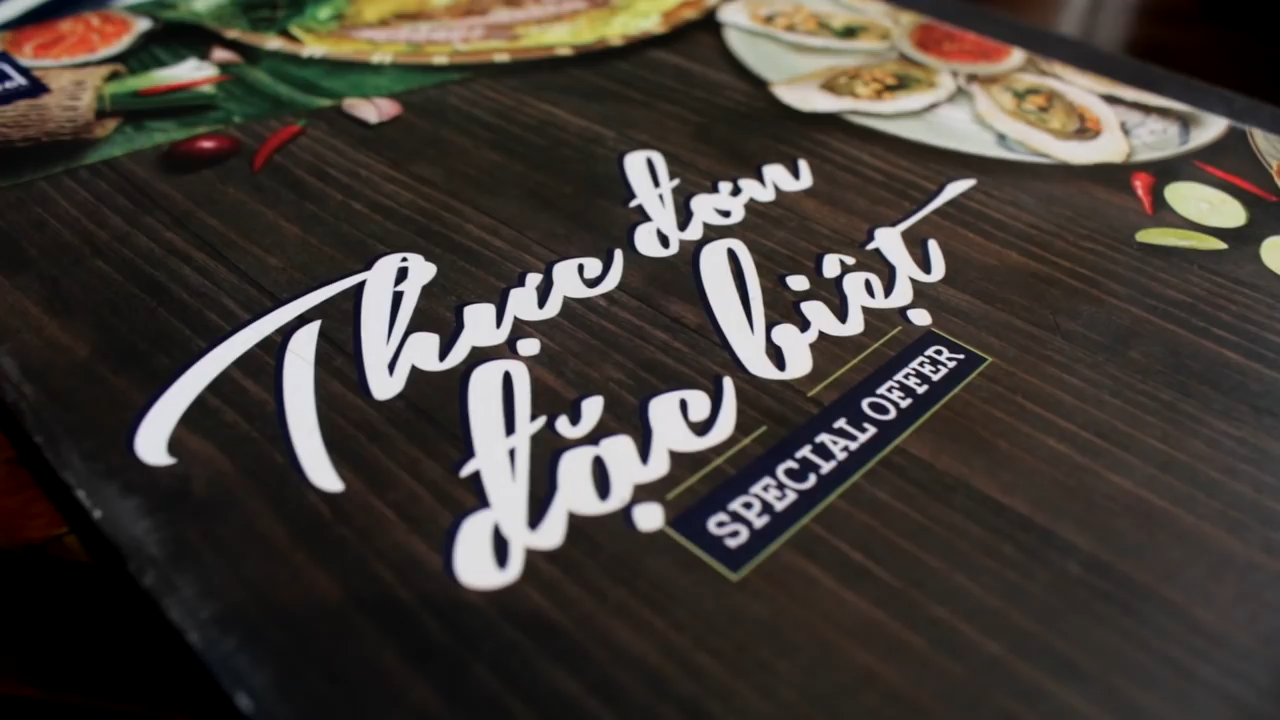 Thực đơn
đặc biệt
SPECIAL OFFER